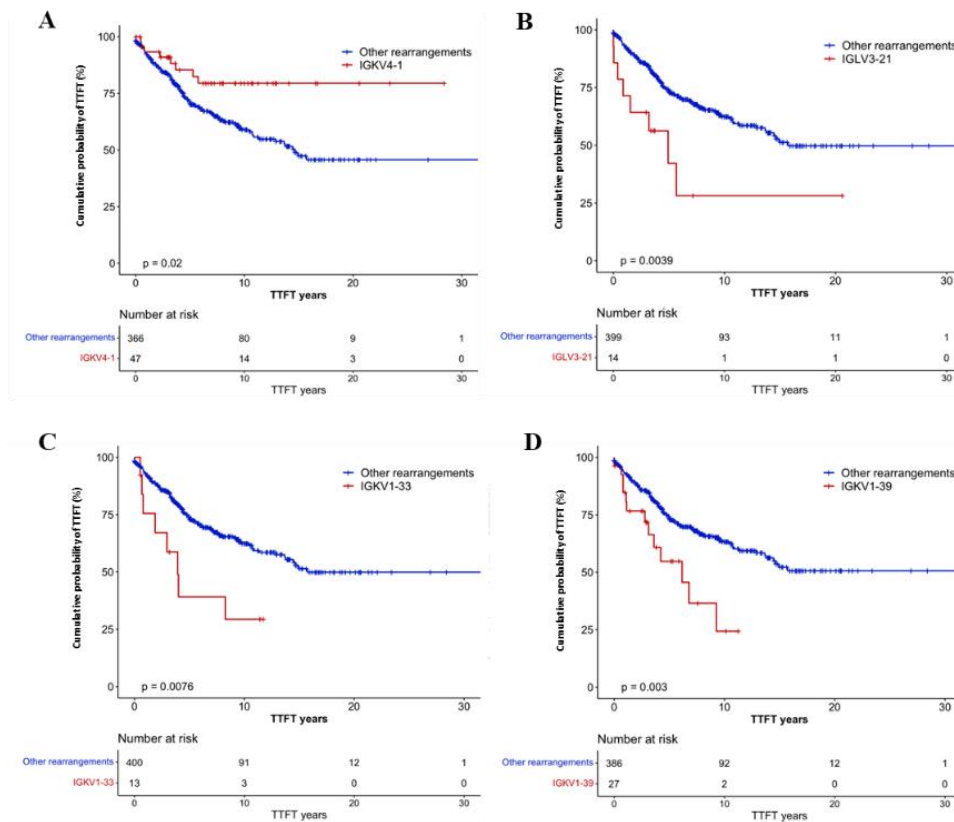 A
Cumulative probability of TTFT (%)
100
75
50
25
0
Other rearrangements
IGKV4-1
p = 0.02
0 10 20 30
TTFT years
Number at risk
Other rearrangements 366 80 9 1
IGKV4-1 47 14 3 0
0 10 20 30
TTFT years
B
Cumulative probability of TTFT (%)
100
75
50
25
0
Other rearrangements
IGLV3-21
p = 0.0039
0 10 20 30
TTFT years
Number at risk
Other rearrangements 399 93 11 1
IGLV3-21 14 1 1 0
0 10 20 30
TTFT years
C
Cumulative probability of TTFT (%)
100
75
50
25
0
Other rearrangements
IGKV1-33
p = 0.0076
0 10 20 30
TTFT years
Number at risk
Other rearrangements 400 91 12 1
IGKV1-33 13 3 0 0
0 10 20 30
TTFT years
D
Cumulative probability of TTFT (%)
100
75
50
25
0
Other rearrangements
IGKV1-39
p = 0.003
0 10 20 30
TTFT years
Number at risk
Other rearrangements 386 92 12 1
IGKV1-39 27 2 0 0
0 10 20 30
TTFT years